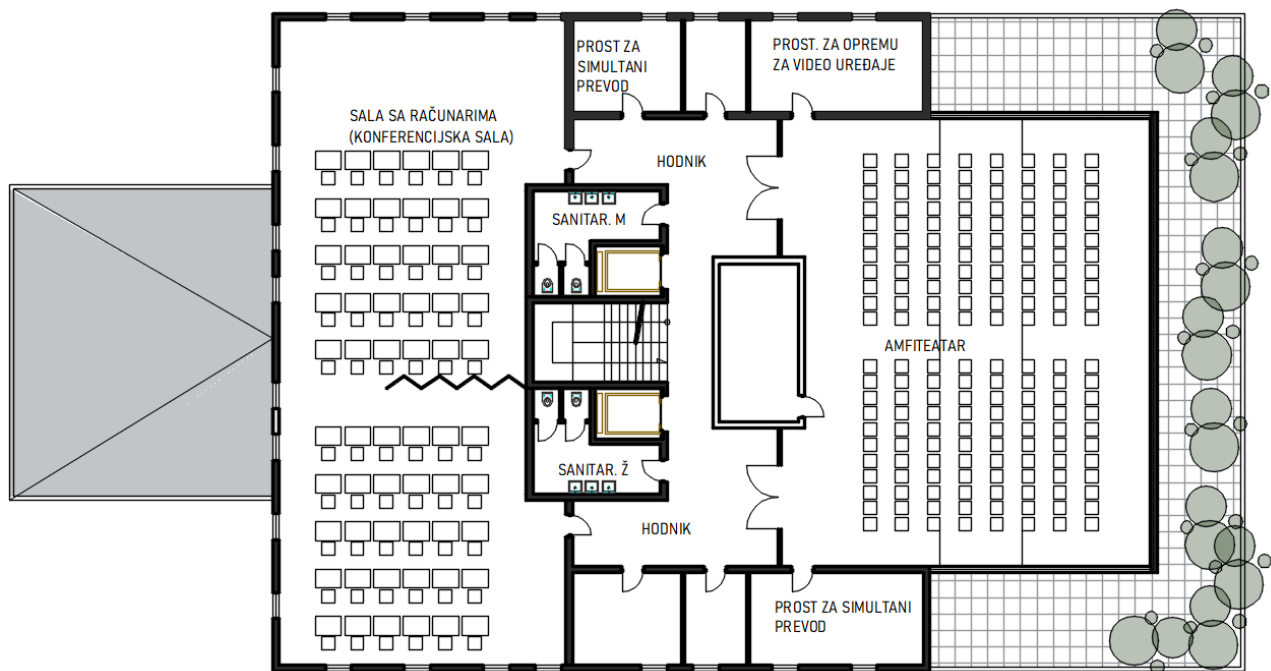 PROST ZA
SIMULTANI
PREVOD
PROST. ZA OPREMU
ZA VIDEO UREĐAJE
SALA SA RAČUNARIMA
(KONFERENCIJSKA SALA)
HODNIK
SANITAR. M
AMFITEATAR
SANITAR. Ž
HODNIK
PROST ZA SIMULTANI
PREVOD